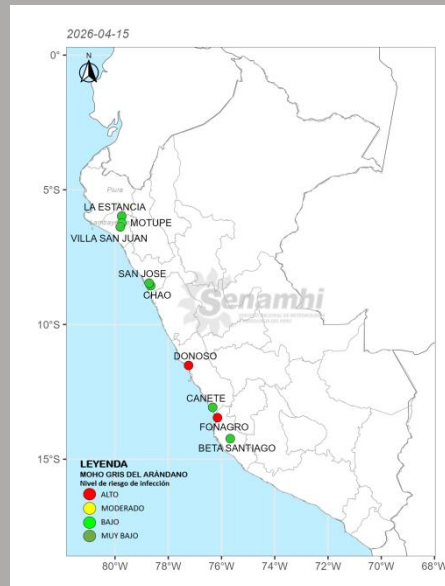 2026-04-15
N
0°
5°S
10°S
15°S
Piura
LA ESTANCIA
MOTUPE
VILLA SAN JUAN
SAN JOSE
CHAO
Senamhi
DONOSO
CAÑETE
FONAGRO
BETA SANTIAGO
LEYENDA
MOHO GRIS DEL ARÁNDANO
Nivel de riesgo de infección
ALTO
MODERADO
BAJO
MUY BAJO
80°W 78°W 76°W 74°W 72°W 70°W 68°W